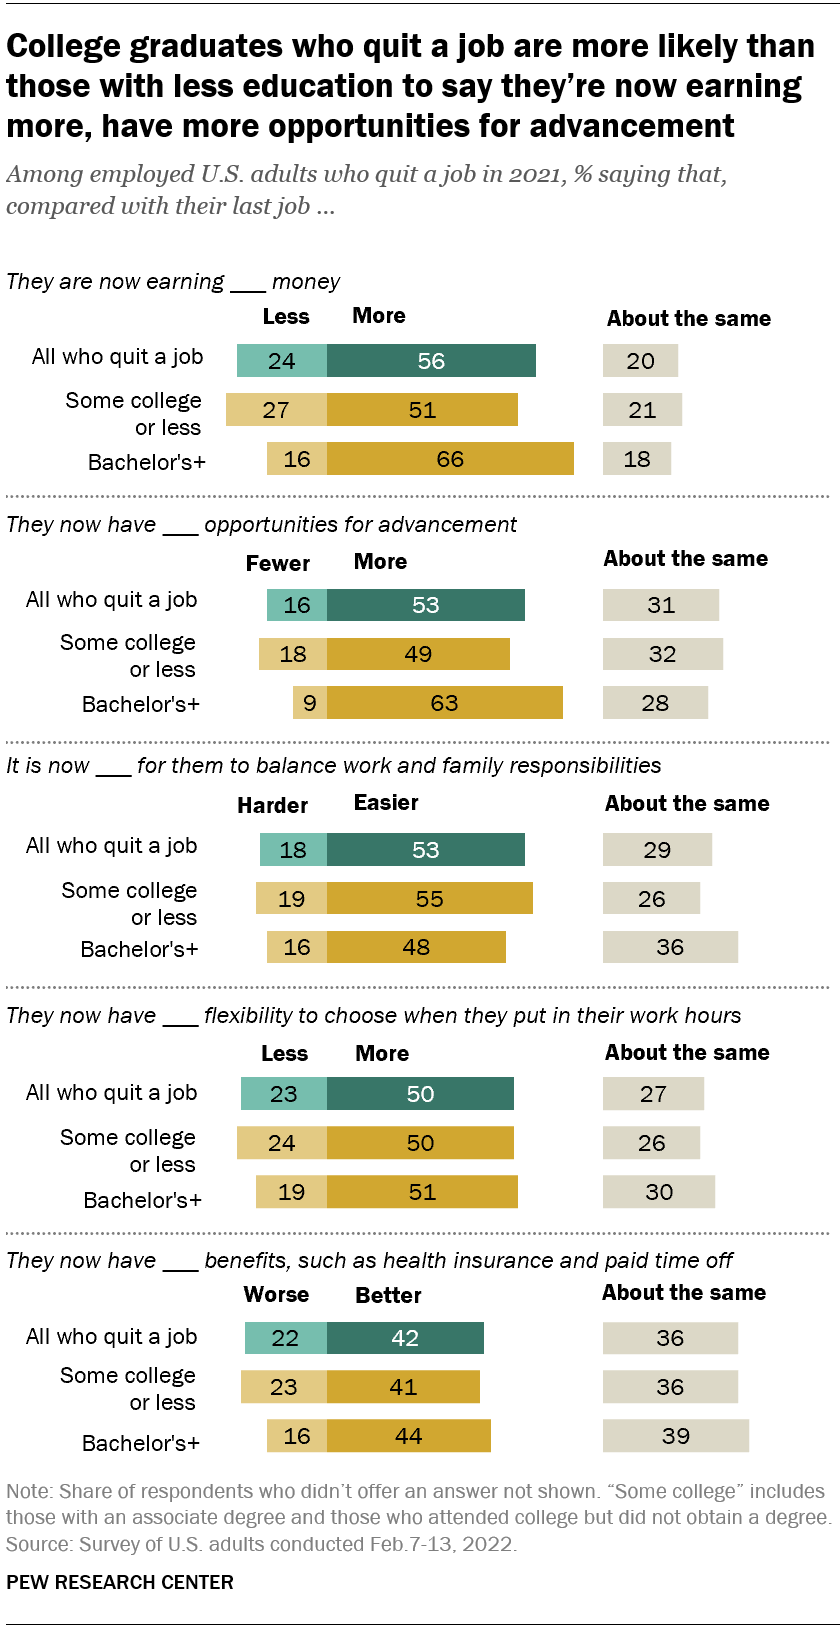 College graduates who quit a job are more likely than
those with less education to say they’re now earning
more, have more opportunities for advancement
Among employed U.S. adults who quit a job in 2021, % saying that,
compared with their last job ...
They are now earning ___ money
Less More About the same
All who quit a job 24 56 20
Some college
or less 27 51 21
Bachelor's+ 16 66 18
They now have ___ opportunities for advancement
Fewer More About the same
All who quit a job 16 53 31
Some college
or less 18 49 32
Bachelor's+ 9 63 28
It is now ___ for them to balance work and family responsibilities
Harder Easier About the same
All who quit a job 18 53 29
Some college
or less 19 55 26
Bachelor's+ 16 48 36
They now have ___ flexibility to choose when they put in their work hours
Less More About the same
All who quit a job 23 50 27
Some college
or less 24 50 26
Bachelor's+ 19 51 30
They now have ___ benefits, such as health insurance and paid time off
Worse Better About the same
All who quit a job 22 42 36
Some college
or less 23 41 36
Bachelor's+ 16 44 39
Note: Share of respondents who didn’t offer an answer not shown. “Some college” includes
those with an associate degree and those who attended college but did not obtain a degree.
Source: Survey of U.S. adults conducted Feb.7-13, 2022.
PEW RESEARCH CENTER